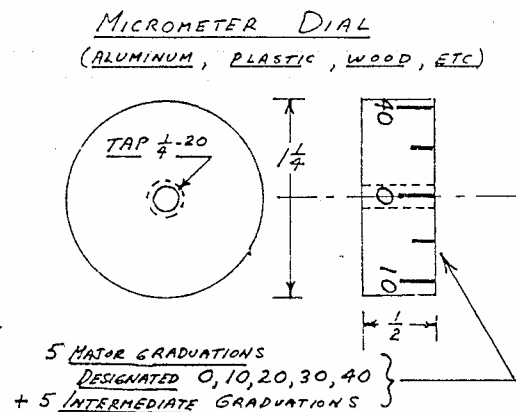 MICROMETER DIAL
(ALUMINUM, PLASTIC, WOOD, ETC)
TAP 1/4-20
1 1/4
40
0
10
1/2
5 MAJOR GRADUATIONS
DESIGNATED 0,10,20,30,40
+ 5 INTERMEDIATE GRADUATIONS